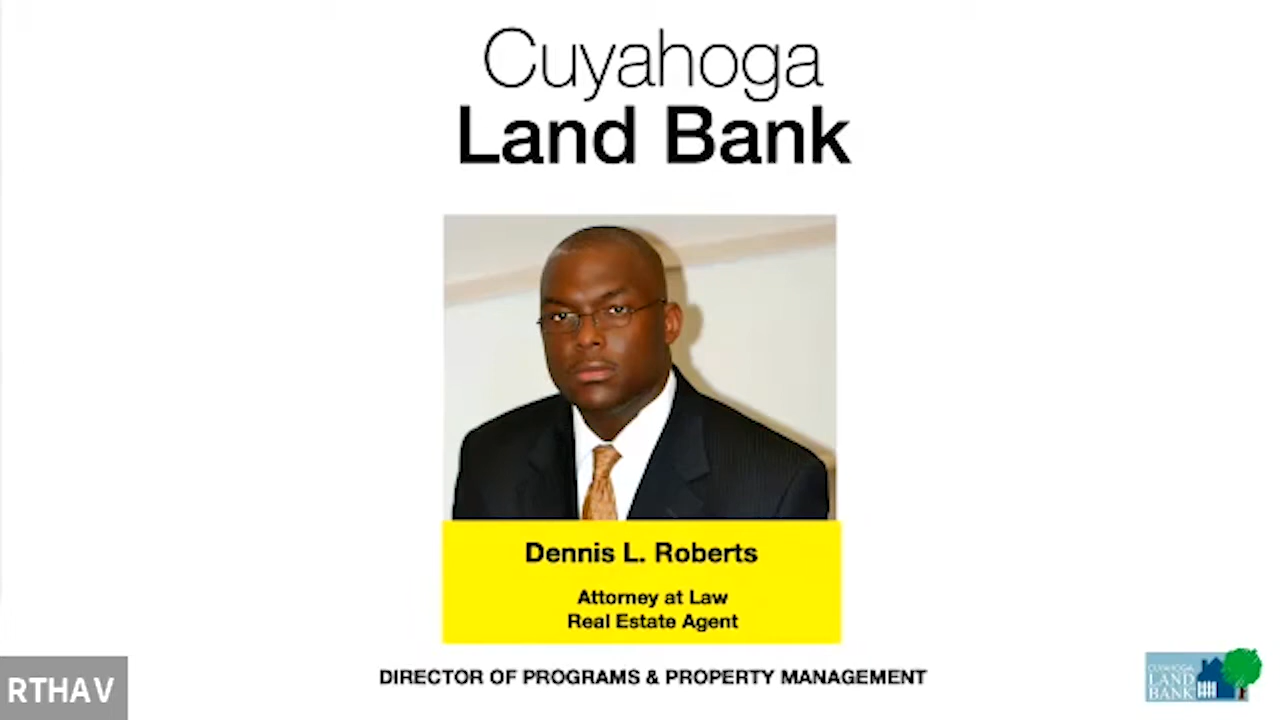 Cuyahoga
Land Bank
Dennis L. Roberts
Attorney at Law
Real Estate Agent
DIRECTOR OF PROGRAMS & PROPERTY MANAGEMENT
RTHAV
CUYAHOGA
LAND
BANK